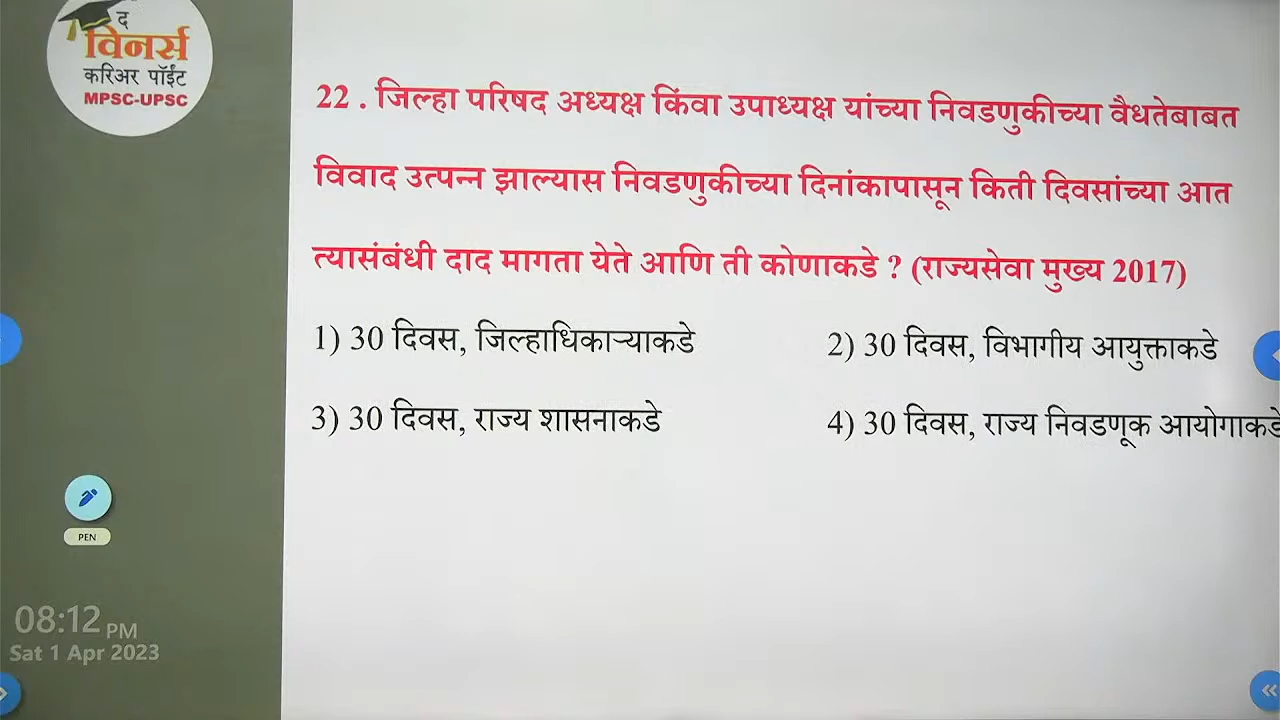 द
विनर्स
करिअर पॉईंट
MPSC-UPSC
22 . जिल्हा परिषद अध्यक्ष किंवा उपाध्यक्ष यांच्या निवडणुकीच्या वैधतेबाबत
विवाद उत्पन्न झाल्यास निवडणुकीच्या दिनांकापासून किती दिवसांच्या आत
त्यासंबंधी दाद मागता येते आणि ती कोणाकडे ? (राज्यसेवा मुख्य 2017)
1) 30 दिवस, जिल्हाधिकाऱ्याकडे
2) 30 दिवस, विभागीय आयुक्ताकडे
3) 30 दिवस, राज्य शासनाकडे
4) 30 दिवस, राज्य निवडणूक आयोगाकडे
PEN
08:12 PM
Sat 1 Apr 2023